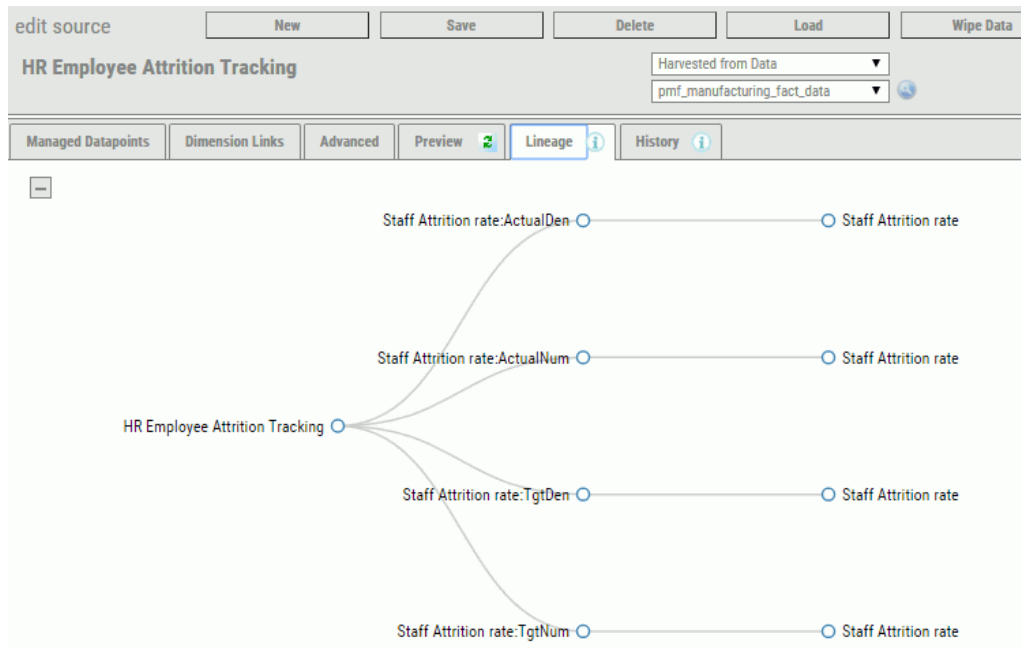 edit source New Save Delete Load Wipe Data
HR Employee Attrition Tracking
Harvested from Data
pmf_manufacturing_fact_data
Managed Datapoints Dimension Links Advanced Preview Lineage History
Staff Attrition rate:ActualDen Staff Attrition rate
Staff Attrition rate:ActualNum Staff Attrition rate
HR Employee Attrition Tracking
Staff Attrition rate:TgtDen Staff Attrition rate
Staff Attrition rate:TgtNum Staff Attrition rate